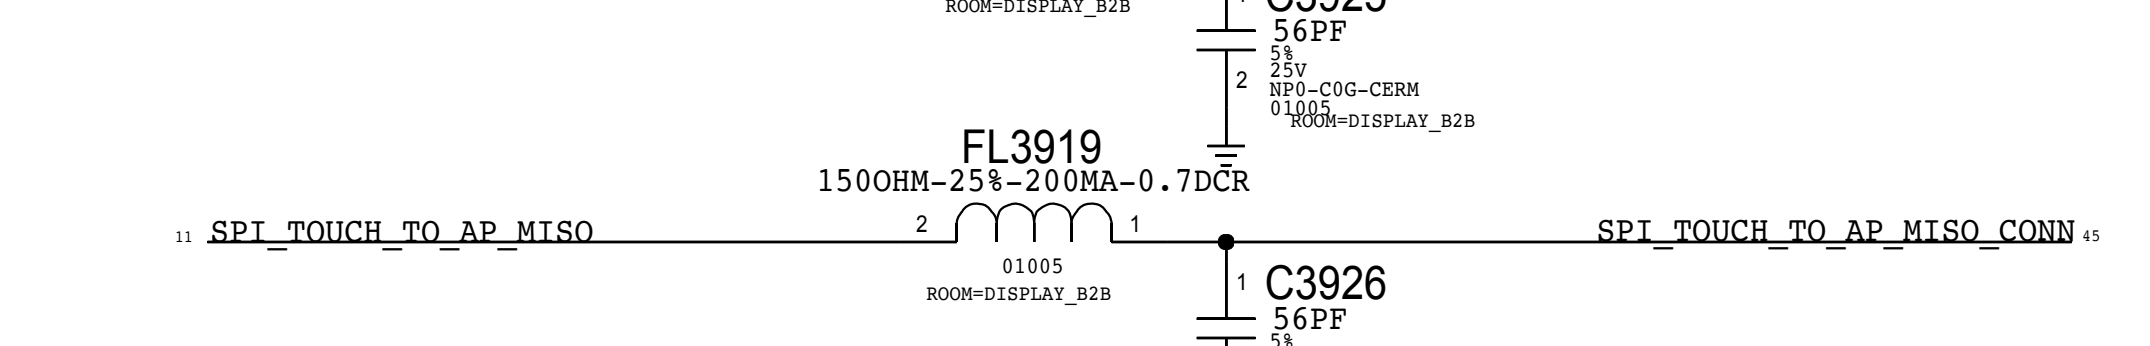 ROOM=DISPLAY_B2B
1
C3925
56PF
5%
25V
2
NP0-C0G-CERM
01005
ROOM=DISPLAY_B2B
FL3919
150OHM-25%-200MA-0.7DCR
11 SPI_TOUCH_TO_AP_MISO
2
1
SPI_TOUCH_TO_AP_MISO_CONN 45
01005
ROOM=DISPLAY_B2B
1
C3926
56PF
5%